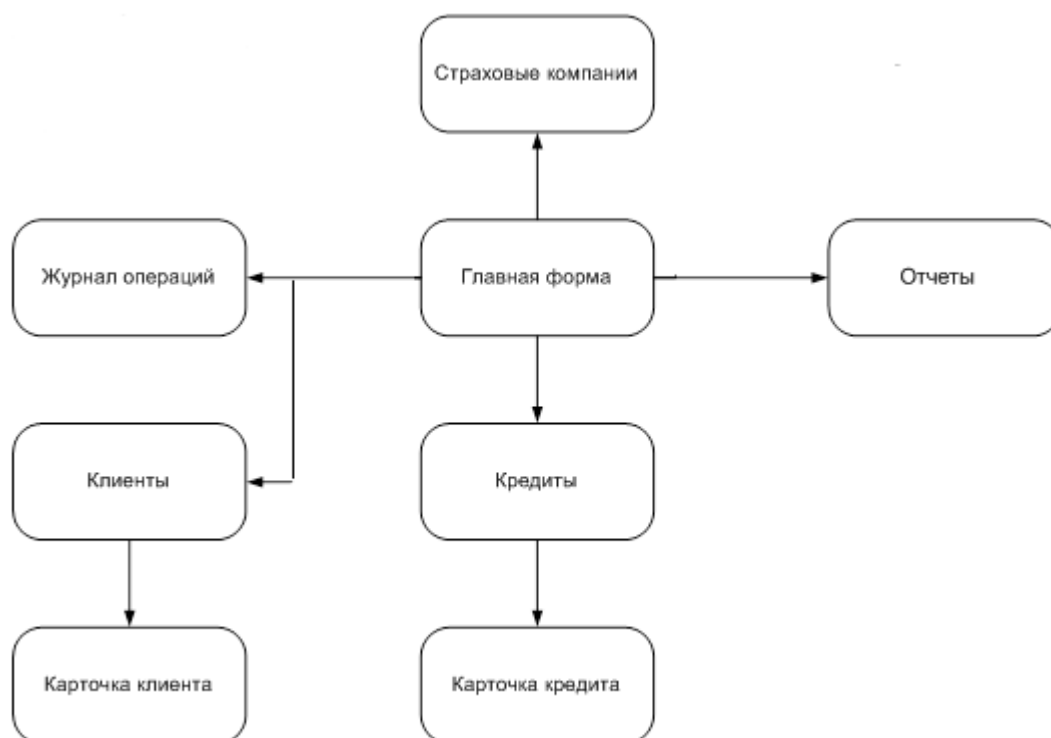 Страховые компании
Журнал операций
Главная форма
Отчеты
Клиенты
Кредиты
Карточка клиента
Карточка кредита